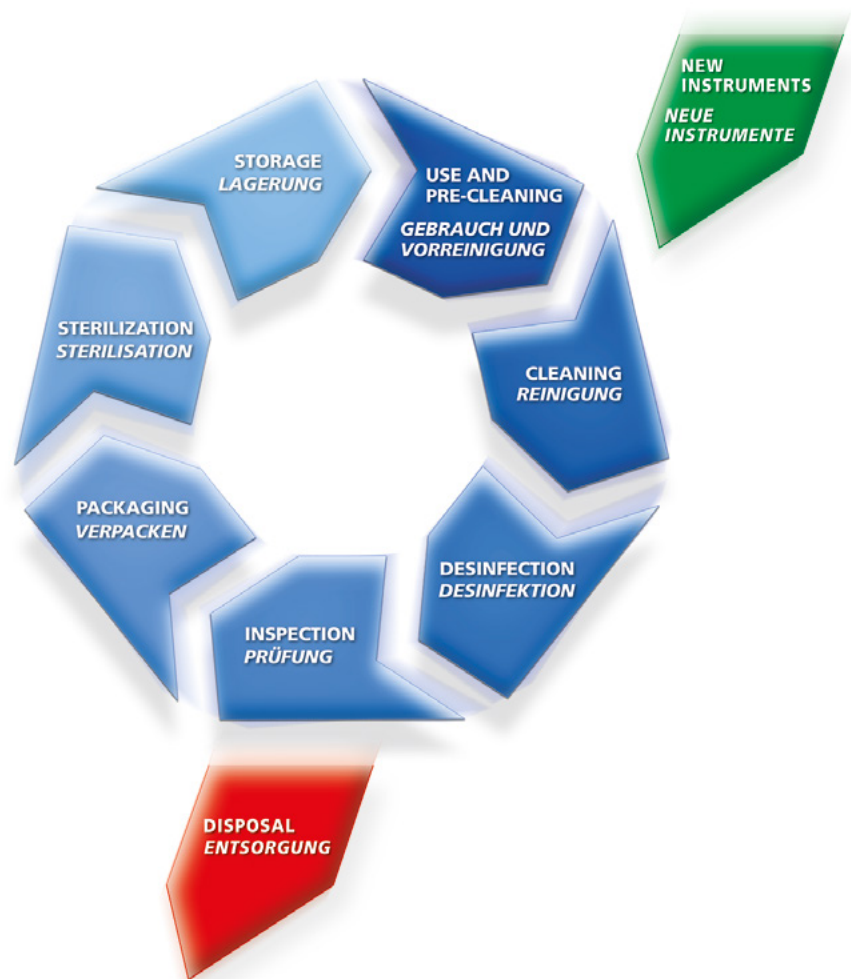 NEW
INSTRUMENTS
NEUE
INSTRUMENTE
STORAGE
LAGERUNG
USE AND
PRE-CLEANING
GEBRAUCH UND
VORREINIGUNG
STERILIZATION
STERILISATION
CLEANING
REINIGUNG
PACKAGING
VERPACKEN
DESINFECTION
DESINFEKTION
INSPECTION
PRÜFUNG
DISPOSAL
ENTSORGUNG